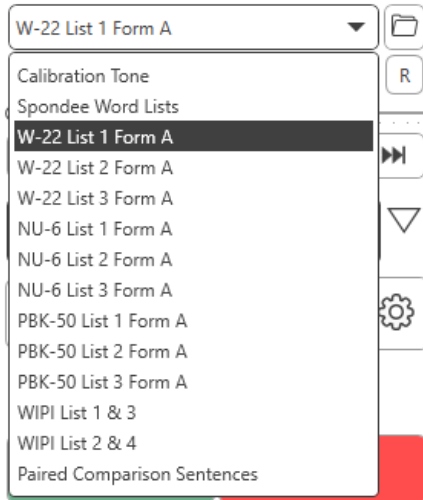 W-22 List 1 Form A
R
Calibration Tone
Spondee Word Lists
W-22 List 1 Form A
W-22 List 2 Form A
W-22 List 3 Form A
NU-6 List 1 Form A
NU-6 List 2 Form A
NU-6 List 3 Form A
PBK-50 List 1 Form A
PBK-50 List 2 Form A
PBK-50 List 3 Form A
WIPI List 1 & 3
WIPI List 2 & 4
Paired Comparison Sentences